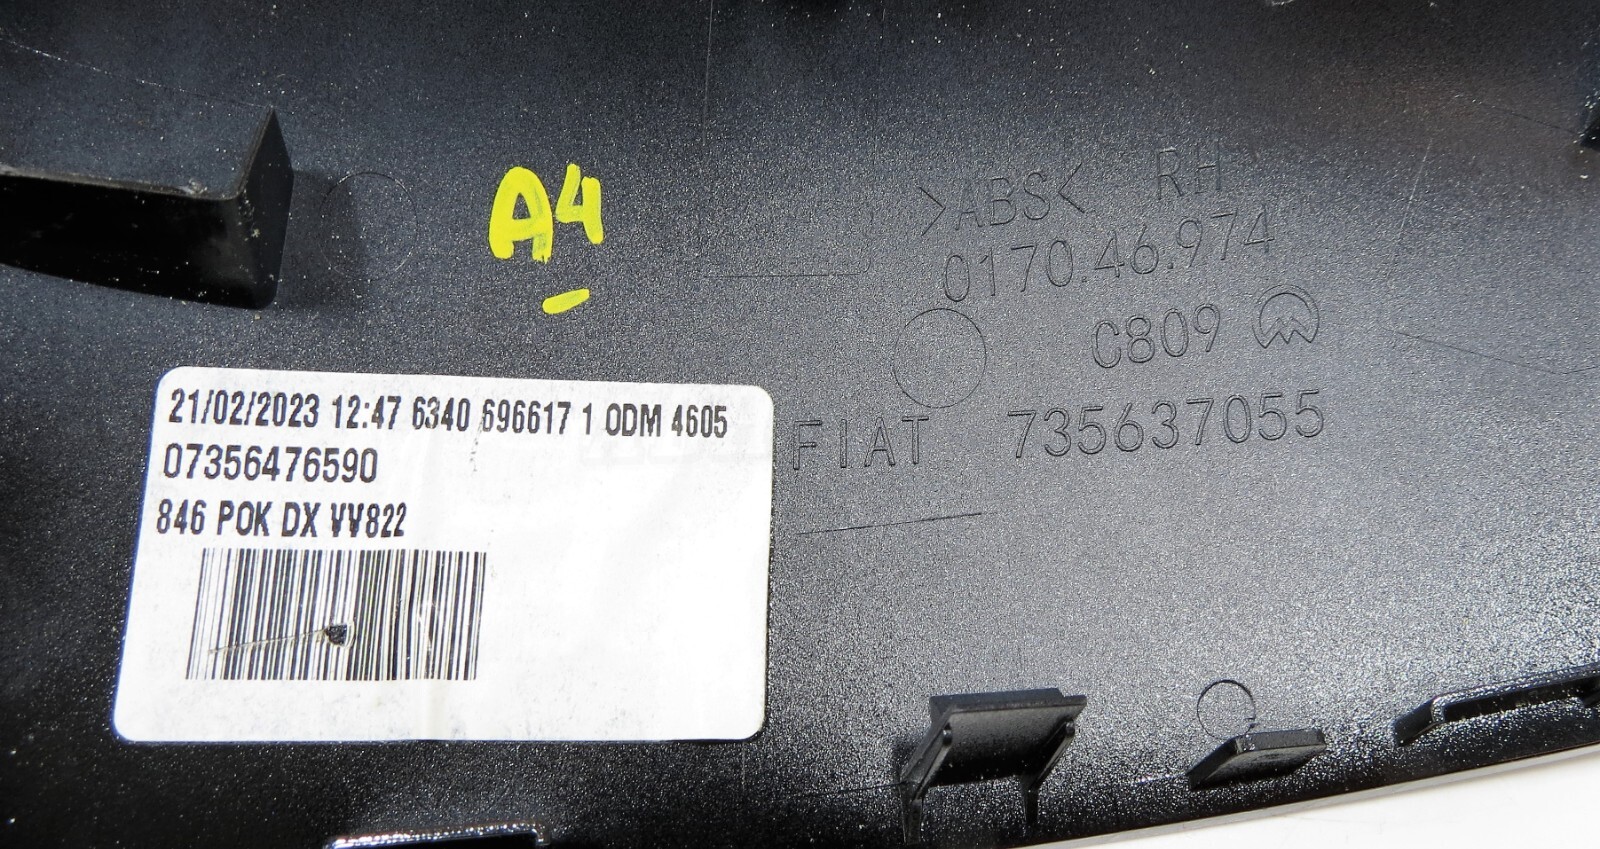 A4
>ABS< RH
0170.46.974
C809
FIAT 735637055
21/02/2023 12:47 6340 696617 1 ODM 4605
07356476590
846 POK DX VV822